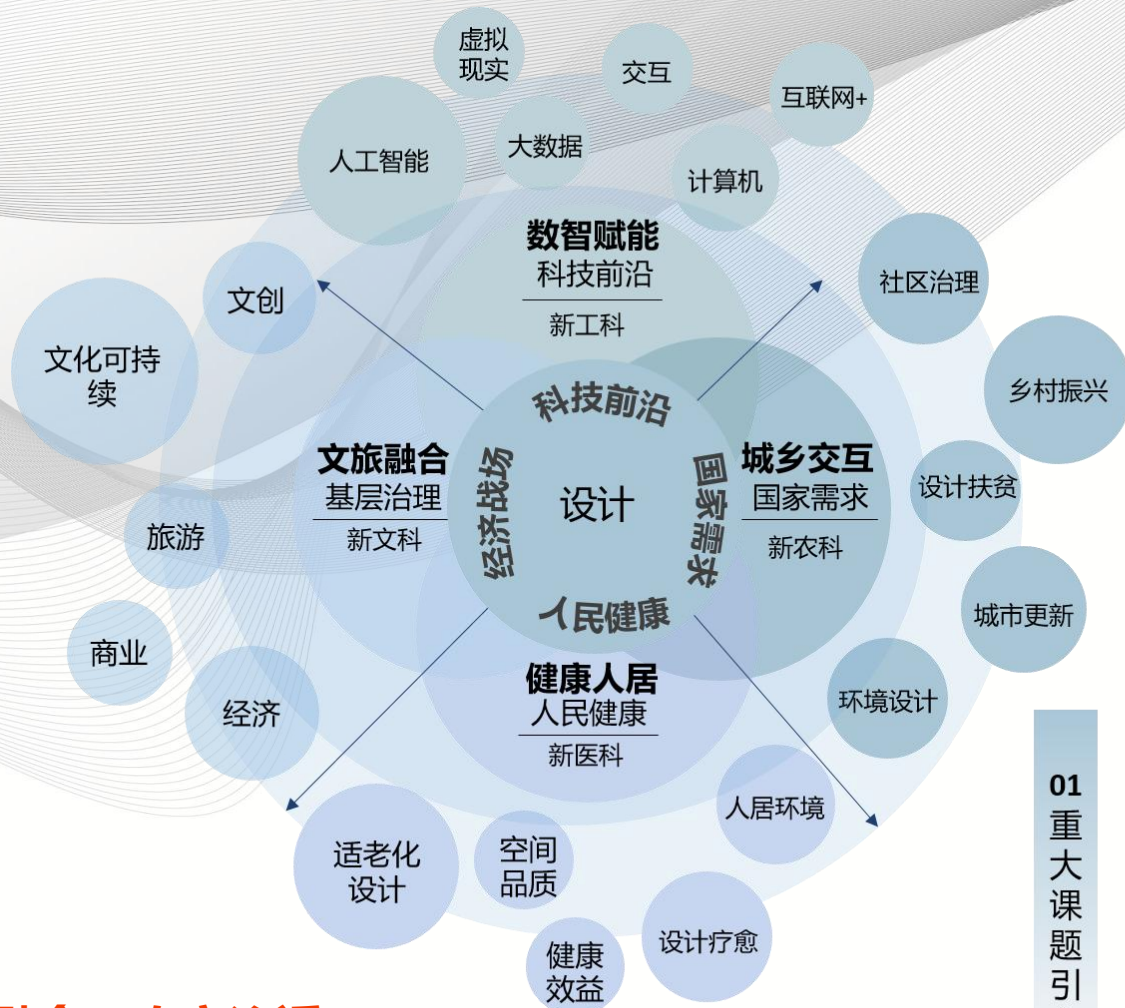 虚拟
现实
交互
互联网+
大数据
人工智能
计算机
数智赋能
科技前沿
新工科
文创
社区治理
文化可持
续
乡村振兴
科技前沿
经济战场
设计
国家需求
人民健康
文旅融合
基层治理
新文科
城乡交互
国家需求
新农科
设计扶贫
旅游
城市更新
商业
经济
环境设计
健康人居
人民健康
新医科
人居环境
适老化
设计
空间
品质
设计疗愈
健康
效益
01
重
大
课
题
引